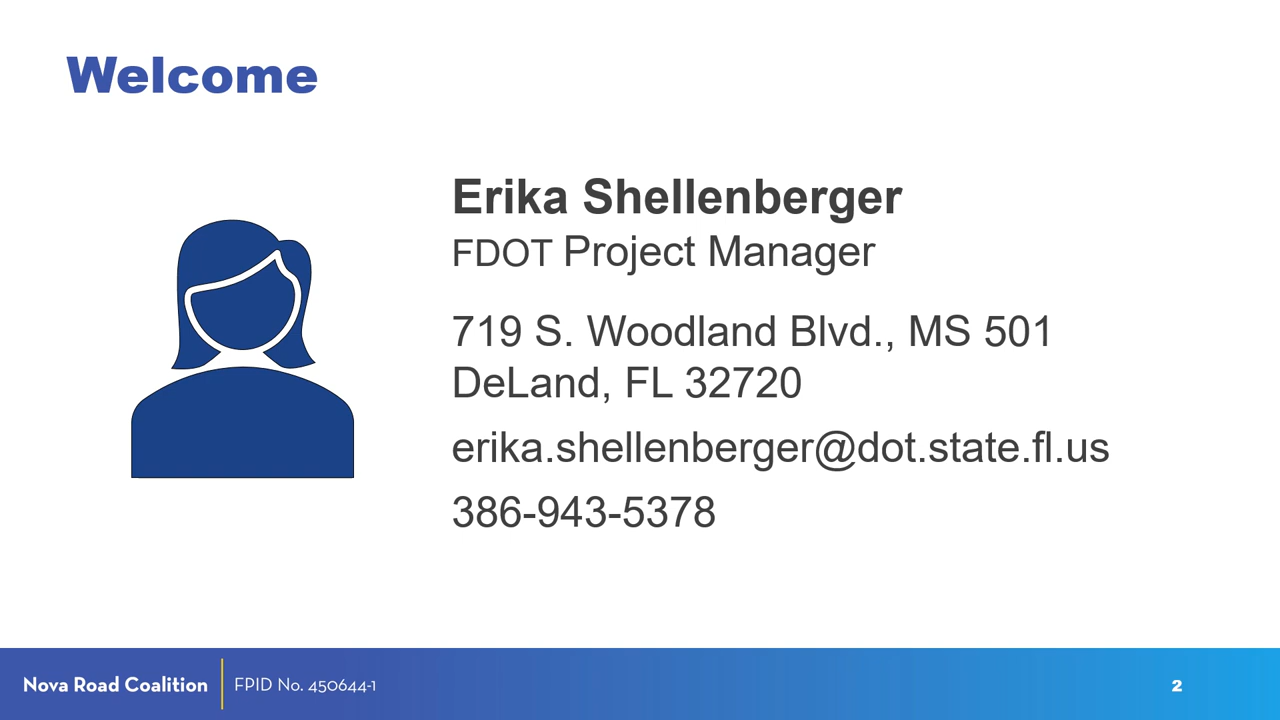 Welcome
Erika Shellenberger
FDOT Project Manager
719 S. Woodland Blvd., MS 501
DeLand, FL 32720
erika.shellenberger@dot.state.fl.us
386-943-5378
Nova Road Coalition
FPID No. 450644-1
2